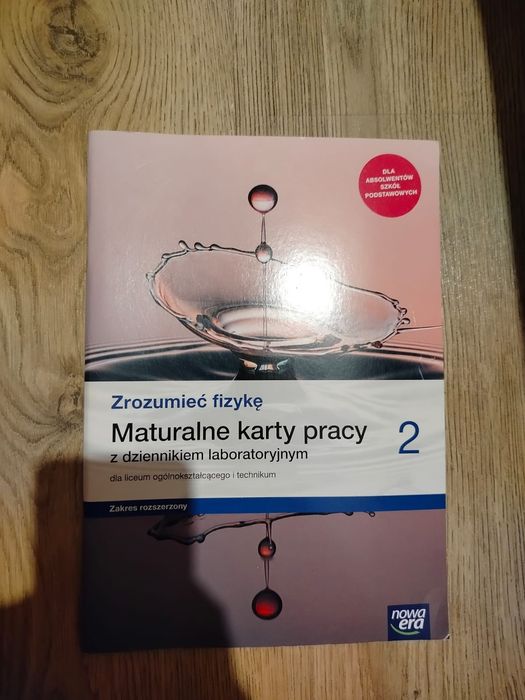 DLA
ABSOLWENTÓW
SZKÓŁ
PODSTAWOWYCH
Zrozumieć fizykę
Maturalne karty pracy 2
z dziennikiem laboratoryjnym
dla liceum ogólnokształcącego i technikum
Zakres rozszerzony
nowa
era